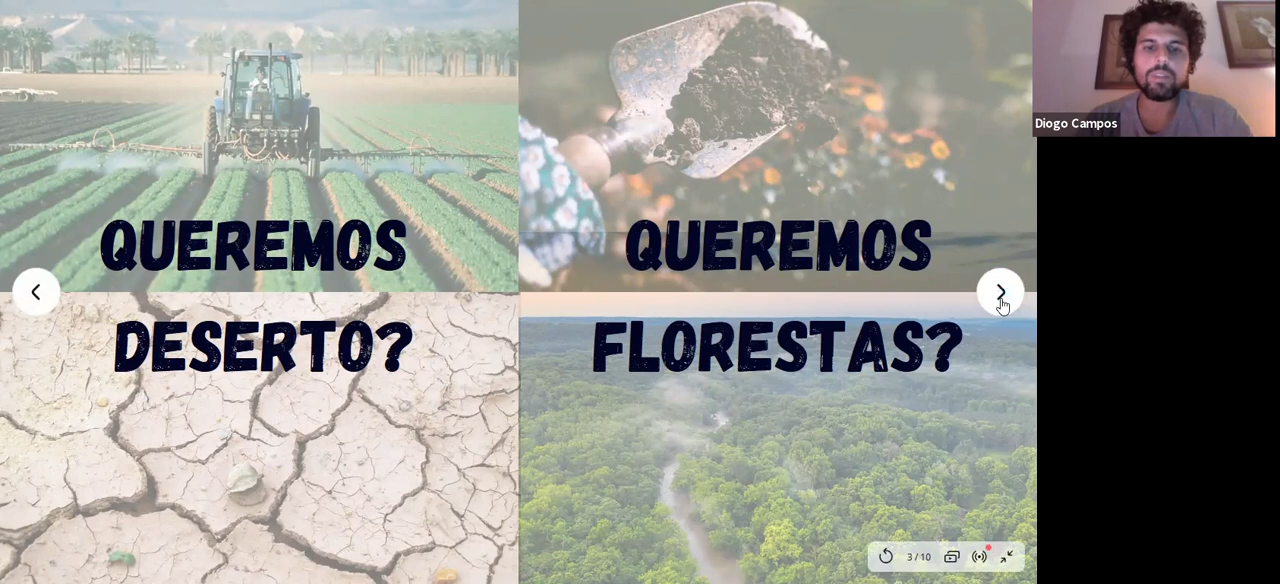 QUEREMOS
DESERTO?
QUEREMOS
FLORESTAS?
Diogo Campos
3 / 10